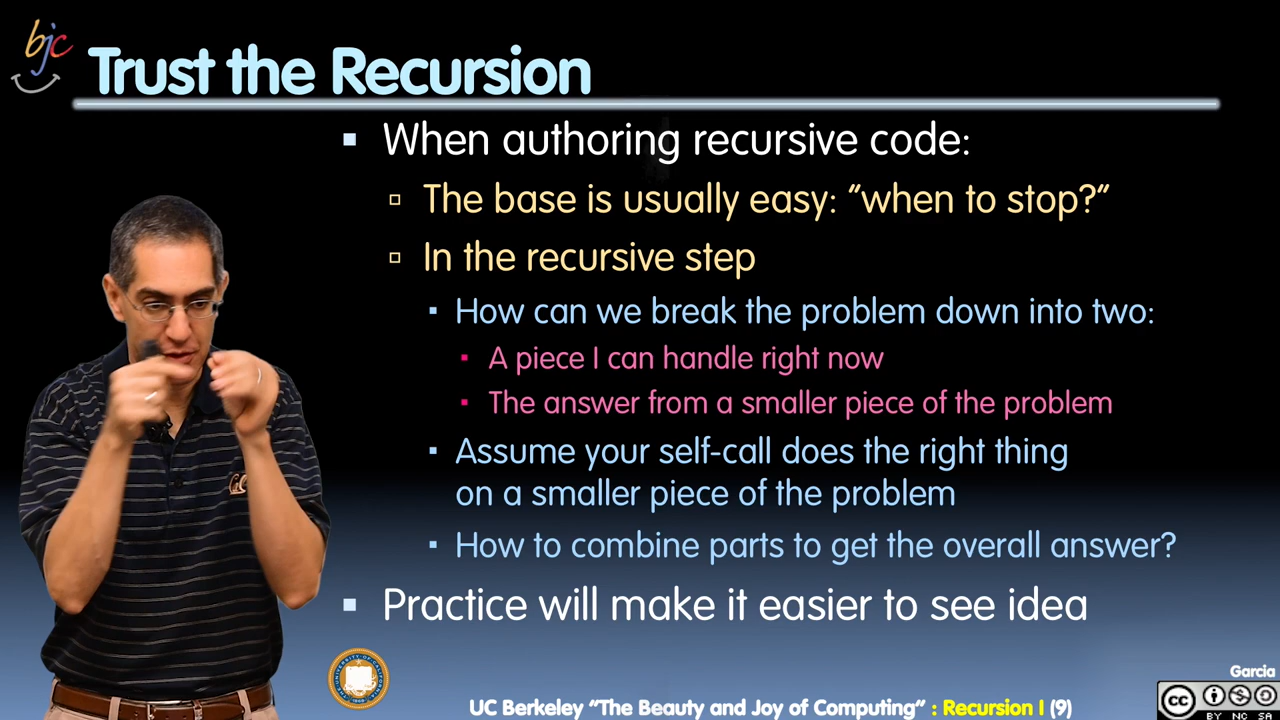 bjc
Trust the Recursion
When authoring recursive code:
The base is usually easy: “when to stop?”
In the recursive step
How can we break the problem down into two:
A piece I can handle right now
The answer from a smaller piece of the problem
Assume your self-call does the right thing
on a smaller piece of the problem
How to combine parts to get the overall answer?
Practice will make it easier to see idea
Garcia
UC Berkeley “The Beauty and Joy of Computing” : Recursion I (9)
cc
BY NC SA